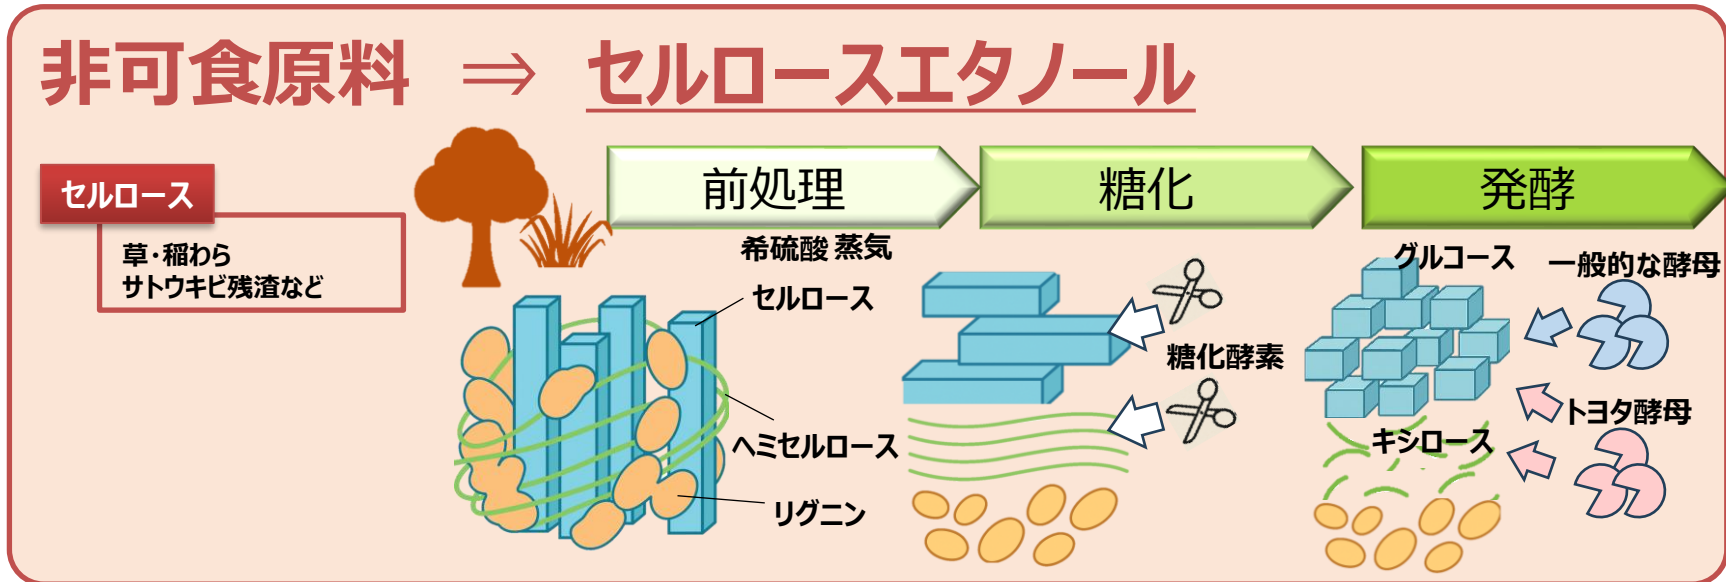 非可食原料 ⇒ セルロースエタノール
セルロース
草・稲わら
サトウキビ残渣など
前処理
糖化
発酵
希硫酸 蒸気
セルロース
ヘミセルロース
リグニン
糖化酵素
グルコース
一般的な酵母
トヨタ酵母
キシロース